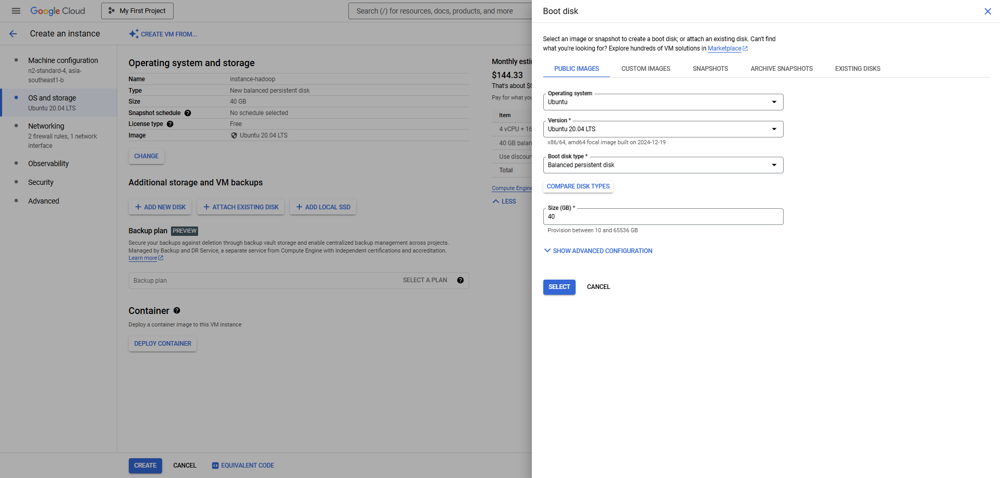 Google Cloud
My First Project
Search (/) for resources, docs, products, and more
Create an instance
CREATE VM FROM...
Machine configuration
n2-standard-4, asia-
southeast1-b
OS and storage
Ubuntu 20.04 LTS
Networking
2 firewall rules, 1 network
interface
Observability
Security
Advanced
Operating system and storage
Name instance-hadoop
Type New balanced persistent disk
Size 40 GB
Snapshot schedule No schedule selected
License type Free
Image Ubuntu 20.04 LTS
CHANGE
Additional storage and VM backups
ADD NEW DISK ATTACH EXISTING DISK ADD LOCAL SSD
Backup plan PREVIEW
Secure your backups against deletion through backup vault storage and enable centralized backup management across projects.
Managed by Backup and DR Service, a separate service from Compute Engine with independent certifications and accreditation.
Learn more
Backup plan SELECT A PLAN
Container
Deploy a container image to this VM instance
DEPLOY CONTAINER
CREATE CANCEL EQUIVALENT CODE
Monthly esti
$144.33
That's about $0
Pay for what you
Item
4 vCPU + 16
40 GB balan
Use discoun
Total
Compute Engine
LESS
Boot disk
Select an image or snapshot to create a boot disk; or attach an existing disk. Can't find
what you're looking for? Explore hundreds of VM solutions in Marketplace
PUBLIC IMAGES CUSTOM IMAGES SNAPSHOTS ARCHIVE SNAPSHOTS EXISTING DISKS
Operating system
Ubuntu
Version *
Ubuntu 20.04 LTS
x86/64, amd64 focal image built on 2024-12-19
Boot disk type *
Balanced persistent disk
COMPARE DISK TYPES
Size (GB) *
40
Provision between 10 and 65536 GB
SHOW ADVANCED CONFIGURATION
SELECT CANCEL